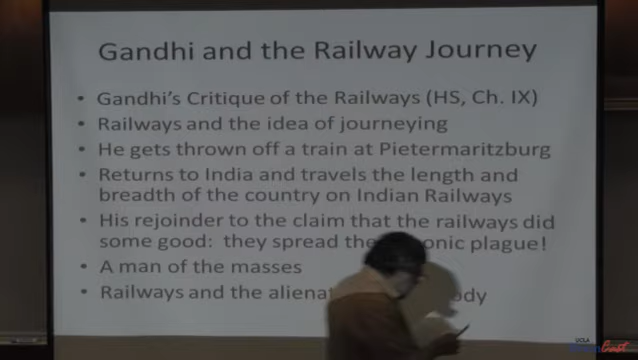 Gandhi and the Railway Journey
• Gandhi's Critique of the Railways (HS, Ch. IX)
• Railways and the idea of journeying
• He gets thrown off a train at Pietermaritzburg
• Returns to India and travels the length and
breadth of the country on Indian Railways
• His rejoinder to the claim that the railways did
some good: they spread the onic plague!
• A man of the masses
• Railways and the aliena ody
UCLA